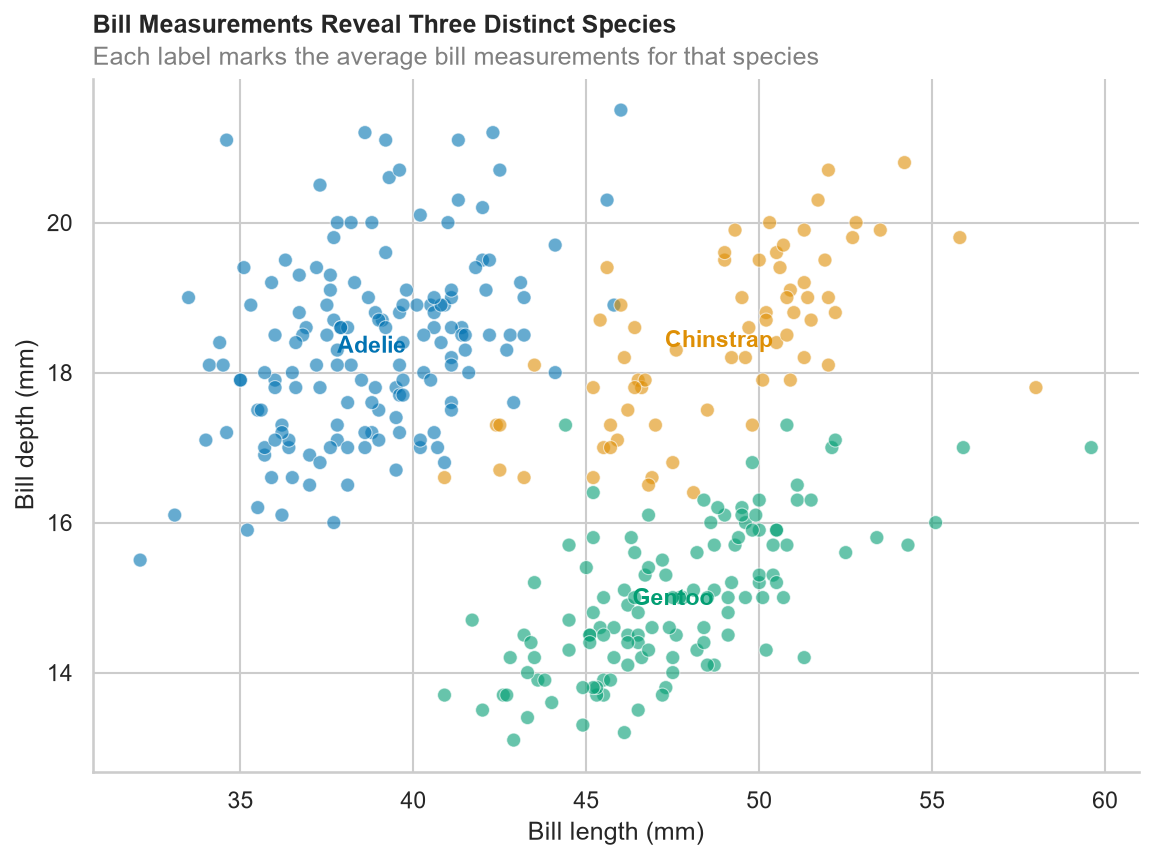 Bill Measurements Reveal Three Distinct Species
Each label marks the average bill measurements for that species
20
18
16
14
Bill depth (mm)
Adelie
Chinstrap
Gentoo
35 40 45 50 55 60
Bill length (mm)